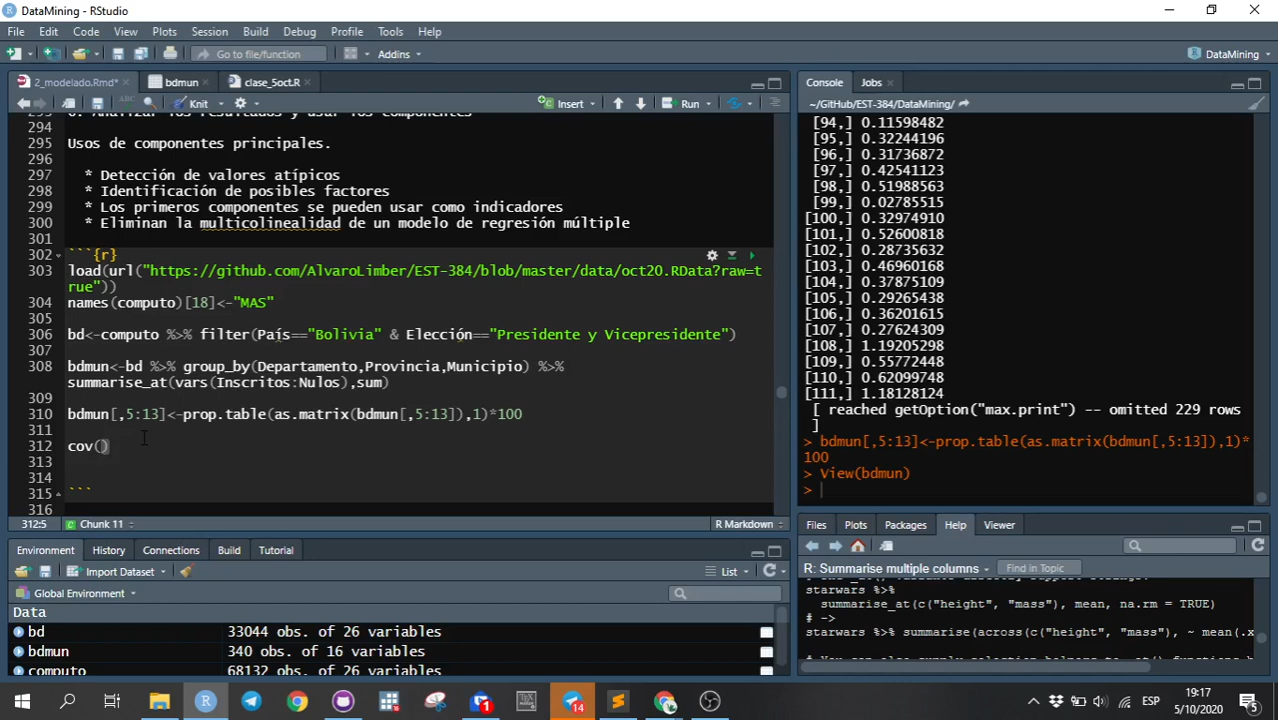 DataMining - RStudio
File Edit Code View Plots Session Build Debug Profile Tools Help
Go to file/function Addins DataMining
2_modelado.Rmd* bdmun clase_5oct.R
ABC Knit Insert Run
294
Usos de componentes principales.
295
296
297 * Detección de valores atípicos
298 * Identificación de posibles factores
299 * Los primeros componentes se pueden usar como indicadores
300 * Eliminan la multicolinealidad de un modelo de regresión múltiple
301
302 ```{r}
303 load(url("https://github.com/AlvaroLimber/EST-384/blob/master/data/oct20.RData?raw=t
rue"))
304 names(computo)[18]<-"MAS"
305
306 bd<-computo %>% filter(País=="Bolivia" & Elección=="Presidente y Vicepresidente")
307
308 bdmun<-bd %>% group_by(Departamento,Provincia,Municipio) %>%
summarise_at(vars(Inscritos:Nulos),sum)
309
310 bdmun[,5:13]<-prop.table(as.matrix(bdmun[,5:13]),1)*100
311
312 cov()
313
314
315 ```
316
312:5 Chunk 11 R Markdown
Console Jobs
~/GitHub/EST-384/DataMining/
[94,] 0.11598482
[95,] 0.32244196
[96,] 0.31736872
[97,] 0.42541123
[98,] 0.51988563
[99,] 0.02785515
[100,] 0.32974910
[101,] 0.52600818
[102,] 0.28735632
[103,] 0.46960168
[104,] 0.37875109
[105,] 0.29265438
[106,] 0.36201615
[107,] 0.27624309
[108,] 1.19205298
[109,] 0.55772448
[110,] 0.62099748
[111,] 1.18128124
[ reached getOption("max.print") -- omitted 229 rows
]
> bdmun[,5:13]<-prop.table(as.matrix(bdmun[,5:13]),1)*
100
> View(bdmun)
>
Environment History Connections Build Tutorial
Import Dataset List
Global Environment
Data
bd 33044 obs. of 26 variables
bdmun 340 obs. of 16 variables
computo 68132 obs. of 26 variables
Files Plots Packages Help Viewer
R: Summarise multiple columns Find in Topic
starwars %>%
summarise_at(c("height", "mass"), mean, na.rm = TRUE)
# ->
starwars %>% summarise(across(c("height", "mass"), ~ mean(.x
14 1 ESP 19:17
5/10/2020 5